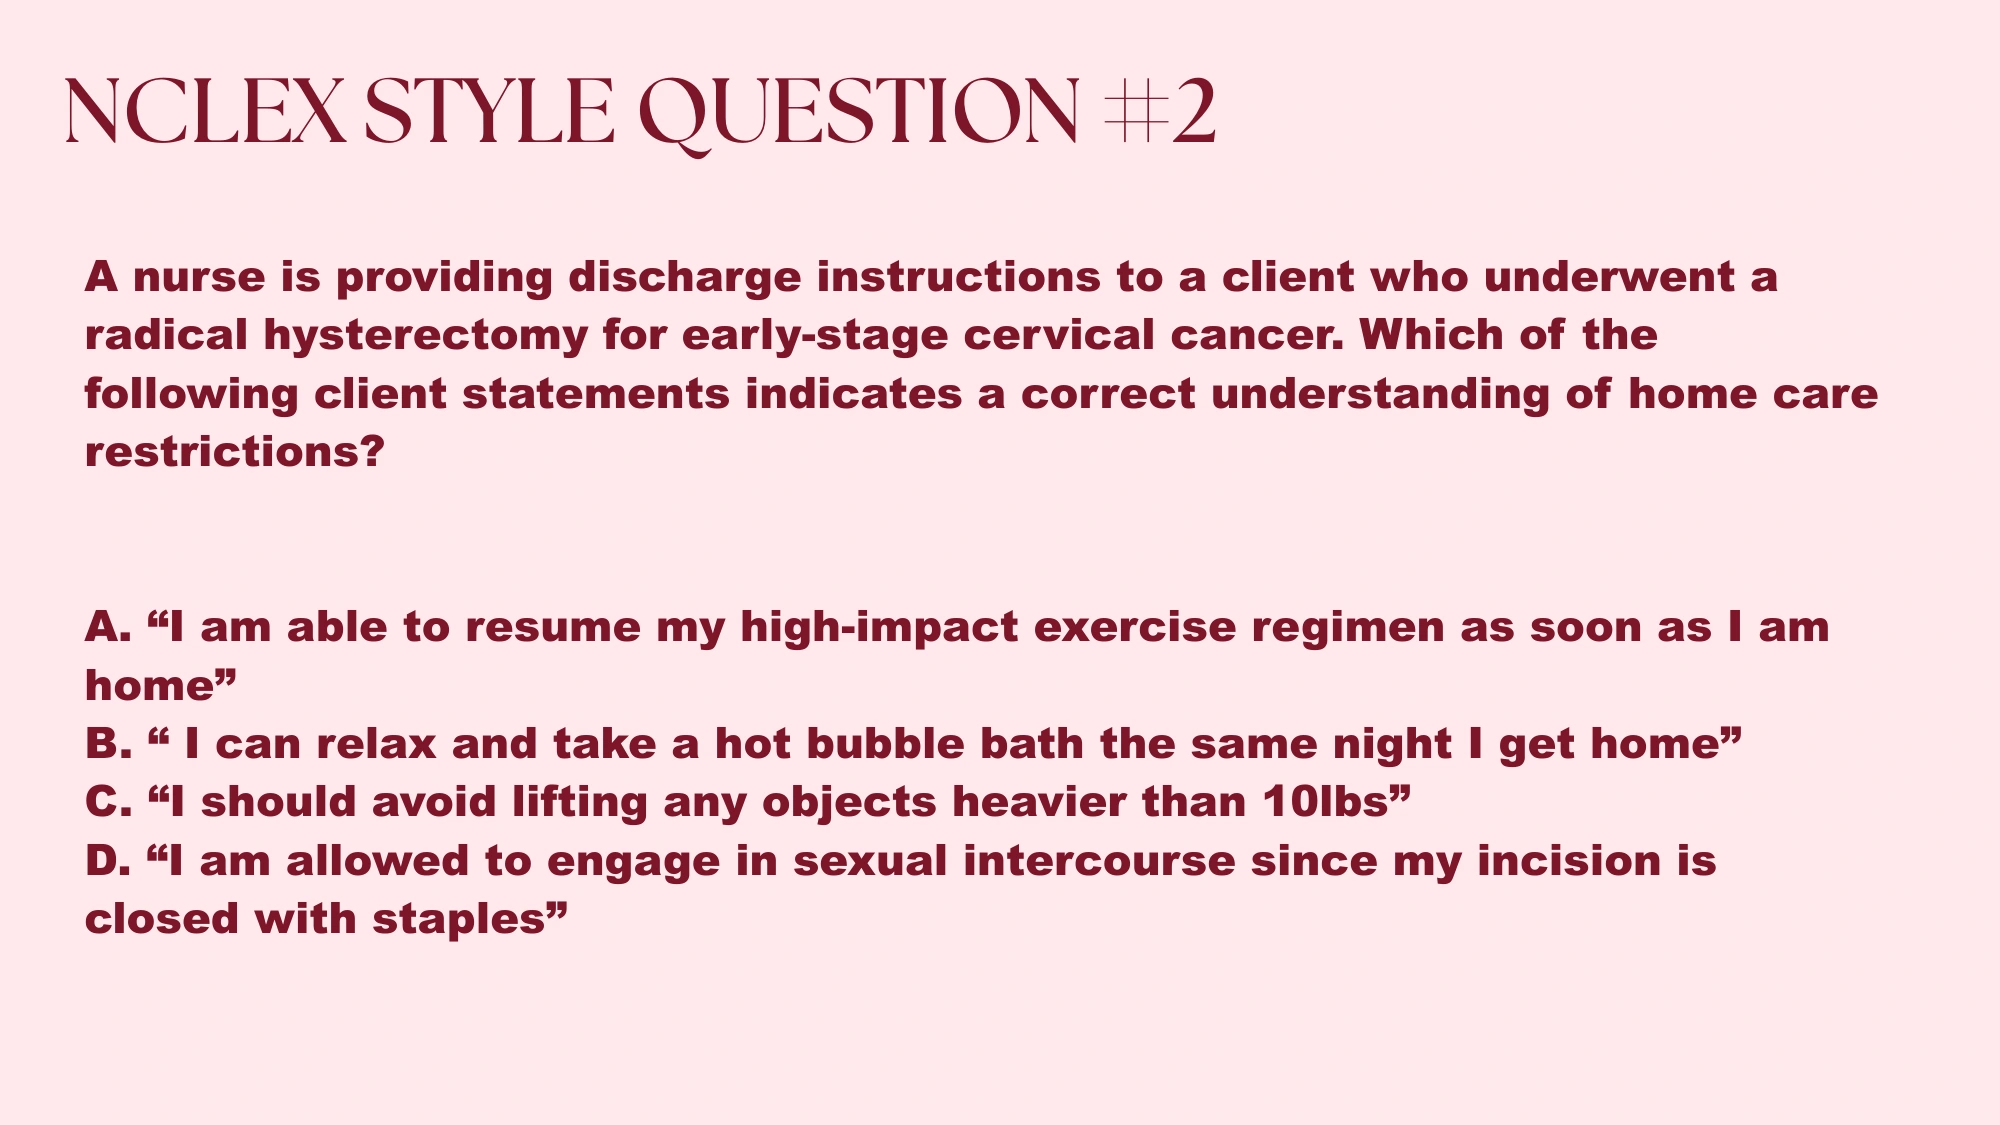 NCLEX STYLE QUESTION #2
A nurse is providing discharge instructions to a client who underwent a
radical hysterectomy for early-stage cervical cancer. Which of the
following client statements indicates a correct understanding of home care
restrictions?
A. “I am able to resume my high-impact exercise regimen as soon as I am
home”
B. “ I can relax and take a hot bubble bath the same night I get home”
C. “I should avoid lifting any objects heavier than 10lbs”
D. “I am allowed to engage in sexual intercourse since my incision is
closed with staples”